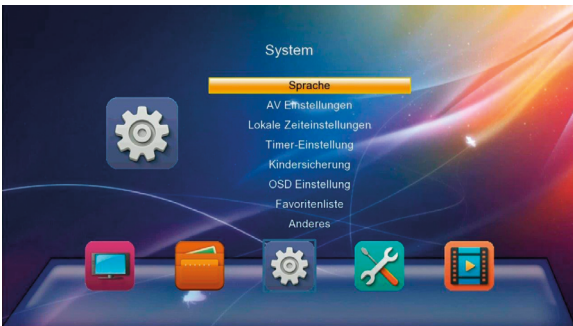 System
Sprache
AV Einstellungen
Lokale Zeiteinstellungen
Timer-Einstellung
Kindersicherung
OSD Einstellung
Favoritenliste
Anderes